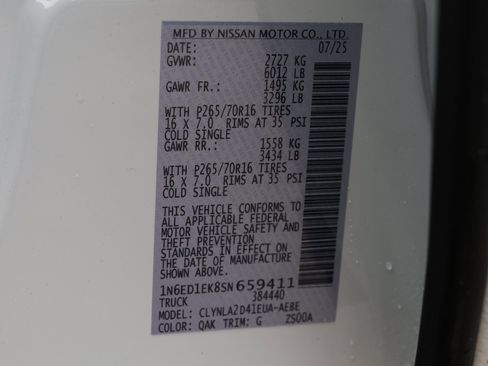 MFD BY NISSAN MOTOR CO., LTD.
DATE: 07/25
GVWR: 2727 KG
6012 LB
GAWR FR.: 1495 KG
3296 LB
WITH P265/70R16 TIRES
16 X 7.0 RIMS AT 35 PSI
COLD SINGLE
GAWR RR.: 1558 KG
3434 LB
WITH P265/70R16 TIRES
16 X 7.0 RIMS AT 35 PSI
COLD SINGLE
THIS VEHICLE CONFORMS TO
ALL APPLICABLE FEDERAL
MOTOR VEHICLE SAFETY AND
THEFT PREVENTION
STANDARDS IN EFFECT ON
THE DATE OF MANUFACTURE
SHOWN ABOVE.
1N6ED1EK8SN659411
TRUCK 384440
MODEL: CLYNLA2D41EUA-AEBE
COLOR: QAK TRIM: G ZS00A